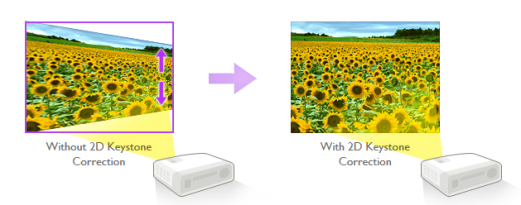 Without 2D Keystone
Correction
With 2D Keystone
Correction